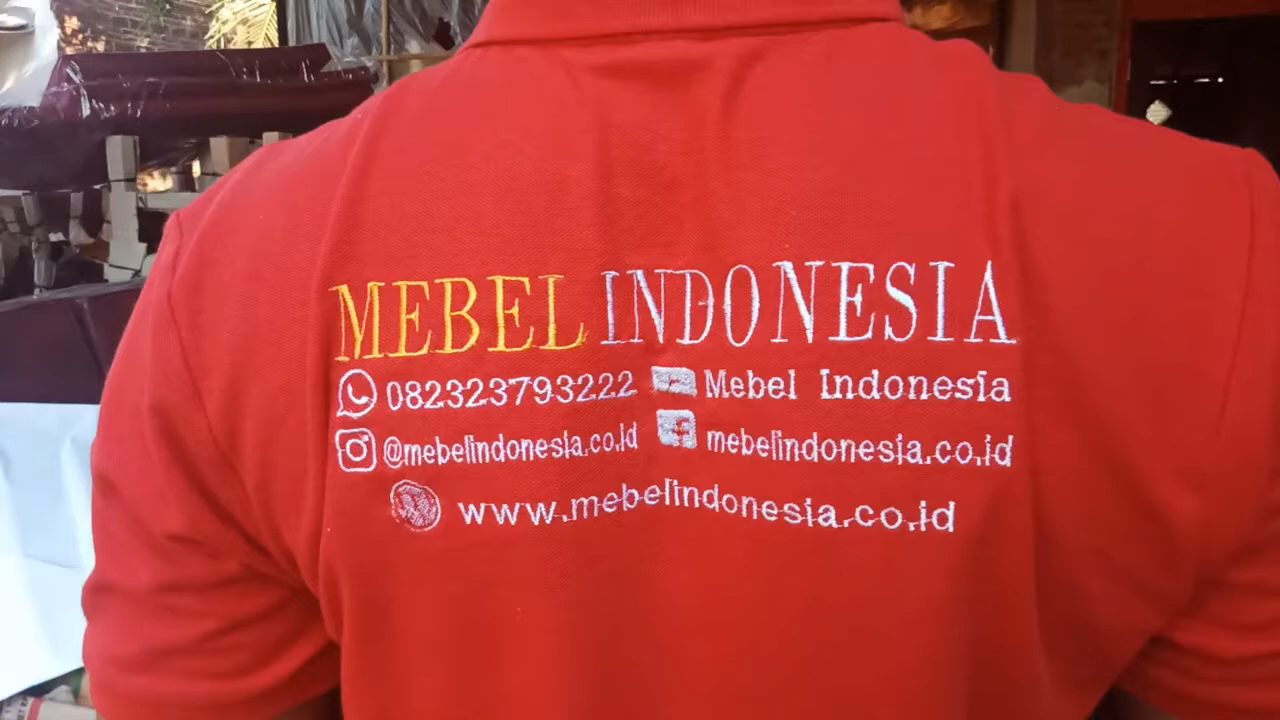 MEBEL INDONESIA
082323793222 Mebel Indonesia
@mebelindonesia.co.id mebelindonesia.co.id
www.mebelindonesia.co.id